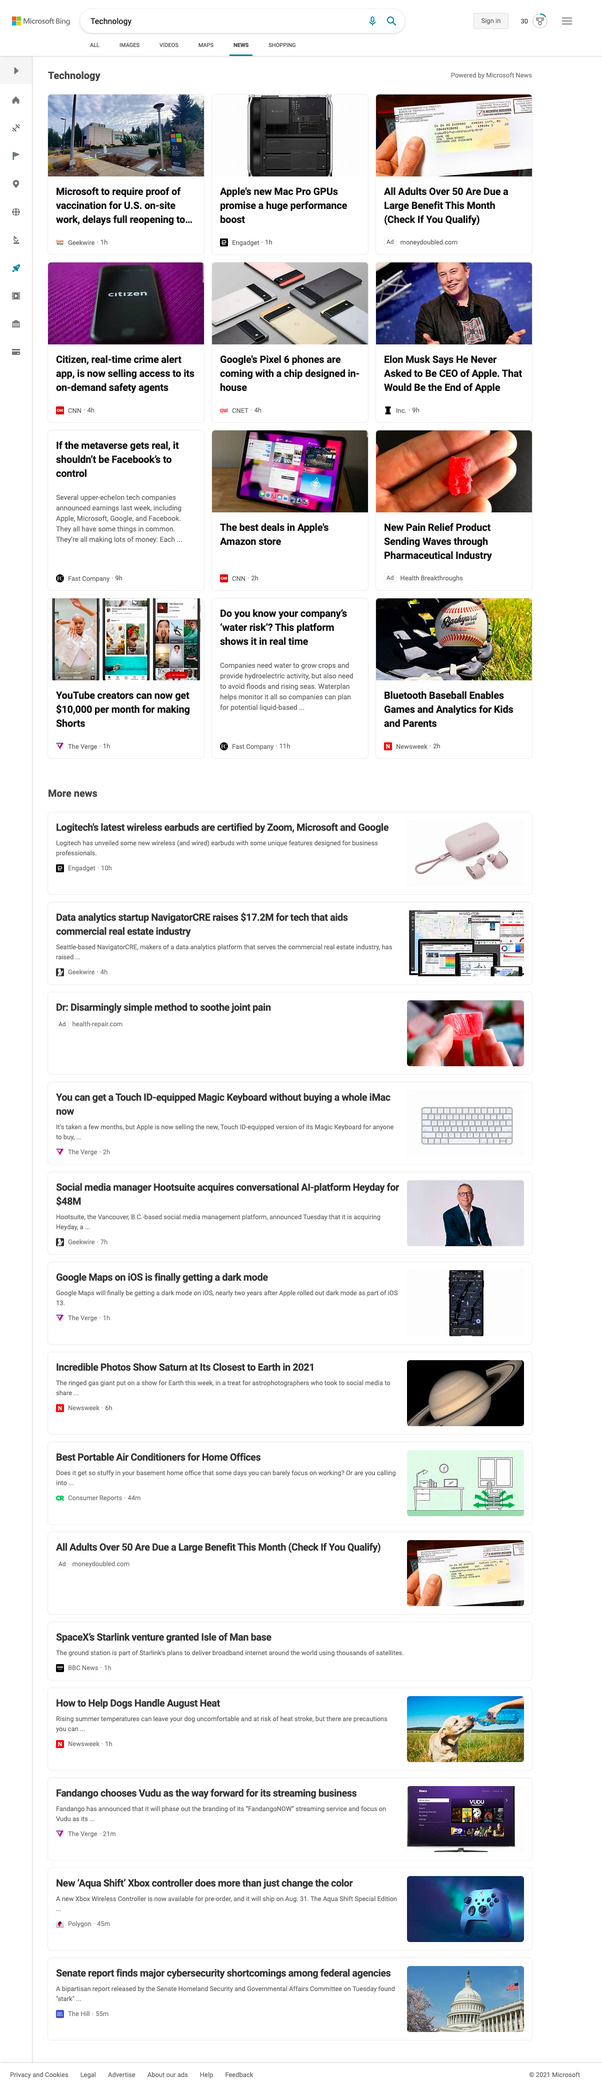 Microsoft Bing
Technology
Sign in
30
ALL IMAGES VIDEOS MAPS NEWS SHOPPING
Technology
Powered by Microsoft News
Microsoft to require proof of
vaccination for U.S. on-site
work, delays full reopening to…
Geekwire · 1h
Apple's new Mac Pro GPUs
promise a huge performance
boost
Engadget · 1h
All Adults Over 50 Are Due a
Large Benefit This Month
(Check If You Qualify)
Ad moneydoubled.com
citizen
Citizen, real-time crime alert
app, is now selling access to its
on-demand safety agents
CNN · 4h
Google's Pixel 6 phones are
coming with a chip designed in-
house
CNET · 4h
Elon Musk Says He Never
Asked to Be CEO of Apple. That
Would Be the End of Apple
Inc. · 9h
If the metaverse gets real, it
shouldn't be Facebook's to
control
Several upper-echelon tech companies
announced earnings last week, including
Apple, Microsoft, Google, and Facebook.
They all have some things in common.
They're all making lots of money: Each ...
Fast Company · 9h
The best deals in Apple's
Amazon store
CNN · 2h
New Pain Relief Product
Sending Waves through
Pharmaceutical Industry
Ad Health Breakthroughs
YouTube creators can now get
$10,000 per month for making
Shorts
The Verge · 1h
Do you know your company's
'water risk'? This platform
shows it in real time
Companies need water to grow crops and
provide hydroelectric activity, but also need
to avoid floods and rising seas. Waterplan
helps monitor it all so companies can plan
for potential liquid-based ...
Fast Company · 11h
Backyard
Bluetooth Baseball Enables
Games and Analytics for Kids
and Parents
Newsweek · 2h
More news
Logitech's latest wireless earbuds are certified by Zoom, Microsoft and Google
Logitech has unveiled some new wireless (and wired) earbuds with some unique features designed for business
professionals.
Engadget · 10h
Data analytics startup NavigatorCRE raises $17.2M for tech that aids
commercial real estate industry
Seattle-based NavigatorCRE, makers of a data analytics platform that serves the commercial real estate industry, has
raised ...
Geekwire · 4h
Dr: Disarmingly simple method to soothe joint pain
Ad health-repair.com
You can get a Touch ID-equipped Magic Keyboard without buying a whole iMac
now
It's taken a few months, but Apple is now selling the new, Touch ID-equipped version of its Magic Keyboard for anyone
to buy, ...
The Verge · 2h
Social media manager Hootsuite acquires conversational AI-platform Heyday for
$48M
Hootsuite, the Vancouver, B.C.-based social media management platform, announced Tuesday that it is acquiring
Heyday, a ...
Geekwire · 7h
Google Maps on iOS is finally getting a dark mode
Google Maps will finally be getting a dark mode on iOS, nearly two years after Apple rolled out dark mode as part of iOS
13.
The Verge · 1h
Incredible Photos Show Saturn at Its Closest to Earth in 2021
The ringed gas giant put on a show for Earth this week, in a treat for astrophotographers who took to social media to
share ...
Newsweek · 6h
Best Portable Air Conditioners for Home Offices
Does it get so stuffy in your basement home office that some days you can barely focus on working? Or are you calling
into ...
Consumer Reports · 44m
All Adults Over 50 Are Due a Large Benefit This Month (Check If You Qualify)
Ad moneydoubled.com
SpaceX's Starlink venture granted Isle of Man base
The ground station is part of Starlink's plans to deliver broadband internet around the world using thousands of satellites.
BBC News · 1h
How to Help Dogs Handle August Heat
Rising summer temperatures can leave your dog uncomfortable and at risk of heat stroke, but there are precautions
you can ...
Newsweek · 1h
Fandango chooses Vudu as the way forward for its streaming business
Fandango has announced that it will phase out the branding of its "FandangoNOW" streaming service and focus on
Vudu as its ...
The Verge · 21m
VUDU
New 'Aqua Shift' Xbox controller does more than just change the color
A new Xbox Wireless Controller is now available for pre-order, and it will ship on Aug. 31. The Aqua Shift Special Edition
...
Polygon · 45m
Senate report finds major cybersecurity shortcomings among federal agencies
A bipartisan report released by the Senate Homeland Security and Governmental Affairs Committee on Tuesday found
"stark" ...
The Hill · 55m
Privacy and Cookies Legal Advertise About our ads Help Feedback
© 2021 Microsoft